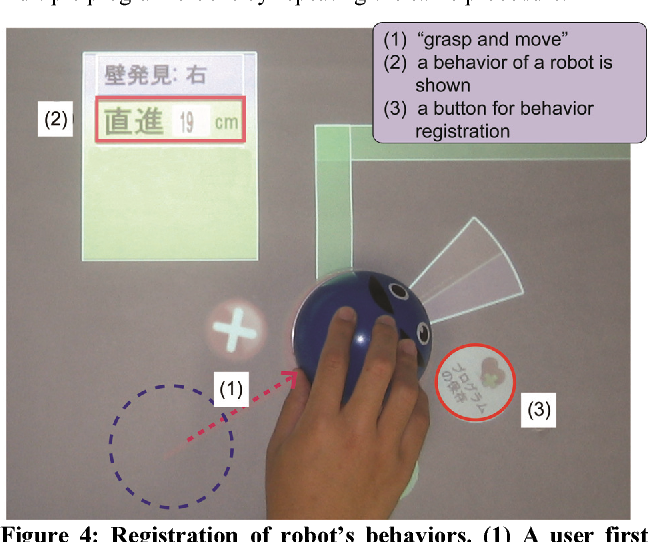 (1) "grasp and move"
(2) a behavior of a robot is
shown
(3) a button for behavior
registration
壁発見: 右
(2)
直進 19 cm
(1)
プログラム
の保存
(3)
Figure 4: Registration of robot's behaviors. (1) A user first